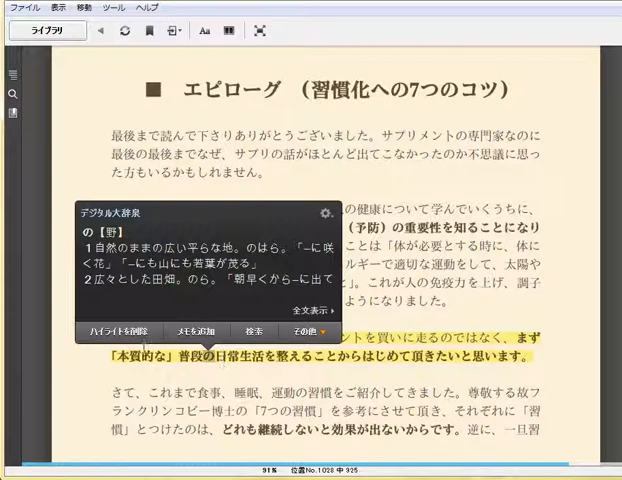 ファイル 表示 移動 ツール ヘルプ
ライブラリ
Aa
■ エピローグ （習慣化への7つのコツ）
最後まで読んで下さりありがとうございました。サプリメントの専門家なのに
最後の最後までなぜ、サプリの話がほとんど出てこなかったのか不思議に思っ
た方もいるかもしれません。
の健康について学んでいくうちに、
（予防）の重要性を知ることになり
ことは「体が必要とする時に、体に
ルギーで適切な運動をして、太陽や
と」。これが人の免疫力を上げ、調子
ようになりました。
デジタル大辞泉
の【野】
1 自然のままの広い平らな地。のはら。「―に咲
く花」「―にも山にも若葉が茂る」
2 広々とした田畑。のら。「朝早くから―に出て
全文表示
ハイライトを削除 メモを追加 検索 その他
ントを買いに走るのではなく、まず
「本質的な」普段の日常生活を整えることからはじめて頂きたいと思います。
さて、これまで食事、睡眠、運動の習慣をご紹介してきました。尊敬する故フ
ランクリンコビー博士の「7つの習慣」を参考にさせて頂き、それぞれに「習
慣」とつけたのは、どれも継続しないと効果が出ないからです。逆に、一旦習
91% 位置No.1028 中 925